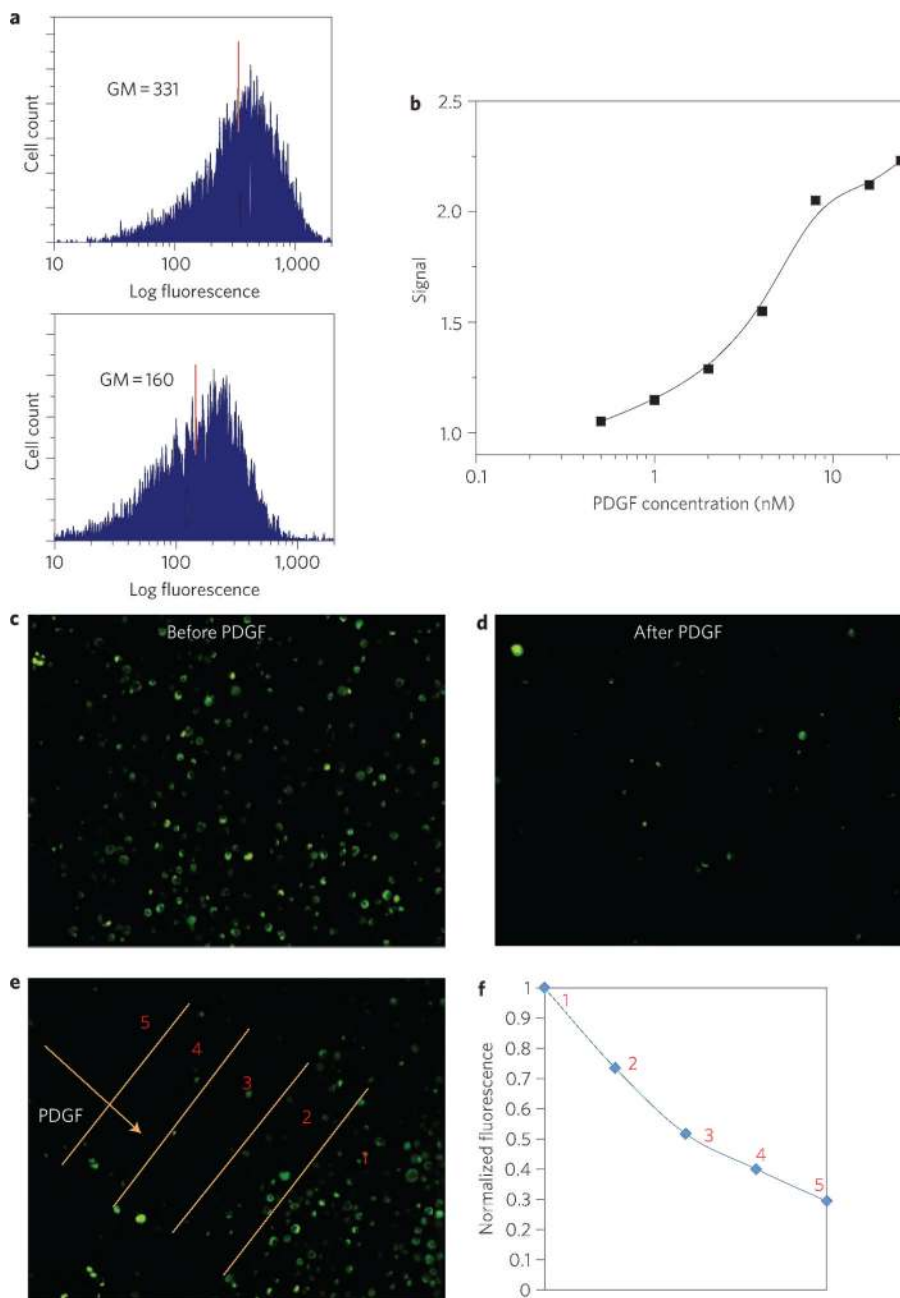 a
GM = 331
Cell count
10 100 1,000
Log fluorescence
GM = 160
Cell count
10 100 1,000
Log fluorescence
b
2.5
2.0
1.5
1.0
Signal
0.1 1 10
PDGF concentration (nM)
c
Before PDGF
d
After PDGF
e
5
4
3
2
1
PDGF
f
1
0.9
0.8
0.7
0.6
0.5
0.4
0.3
0.2
0.1
0
Normalized fluorescence
1
2
3
4
5